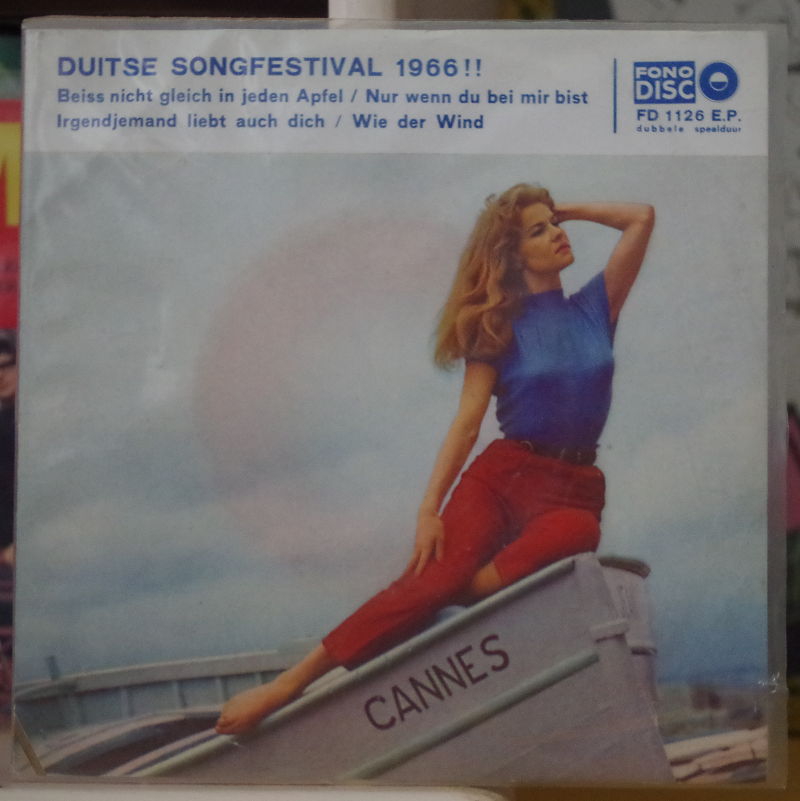 DUITSE SONGFESTIVAL 1966!!
Beiss nicht gleich in jeden Apfel / Nur wenn du bei mir bist
Irgendjemand liebt auch dich / Wie der Wind
FONO
DISC
FD 1126 E.P.
dubbele speelduur
CANNES